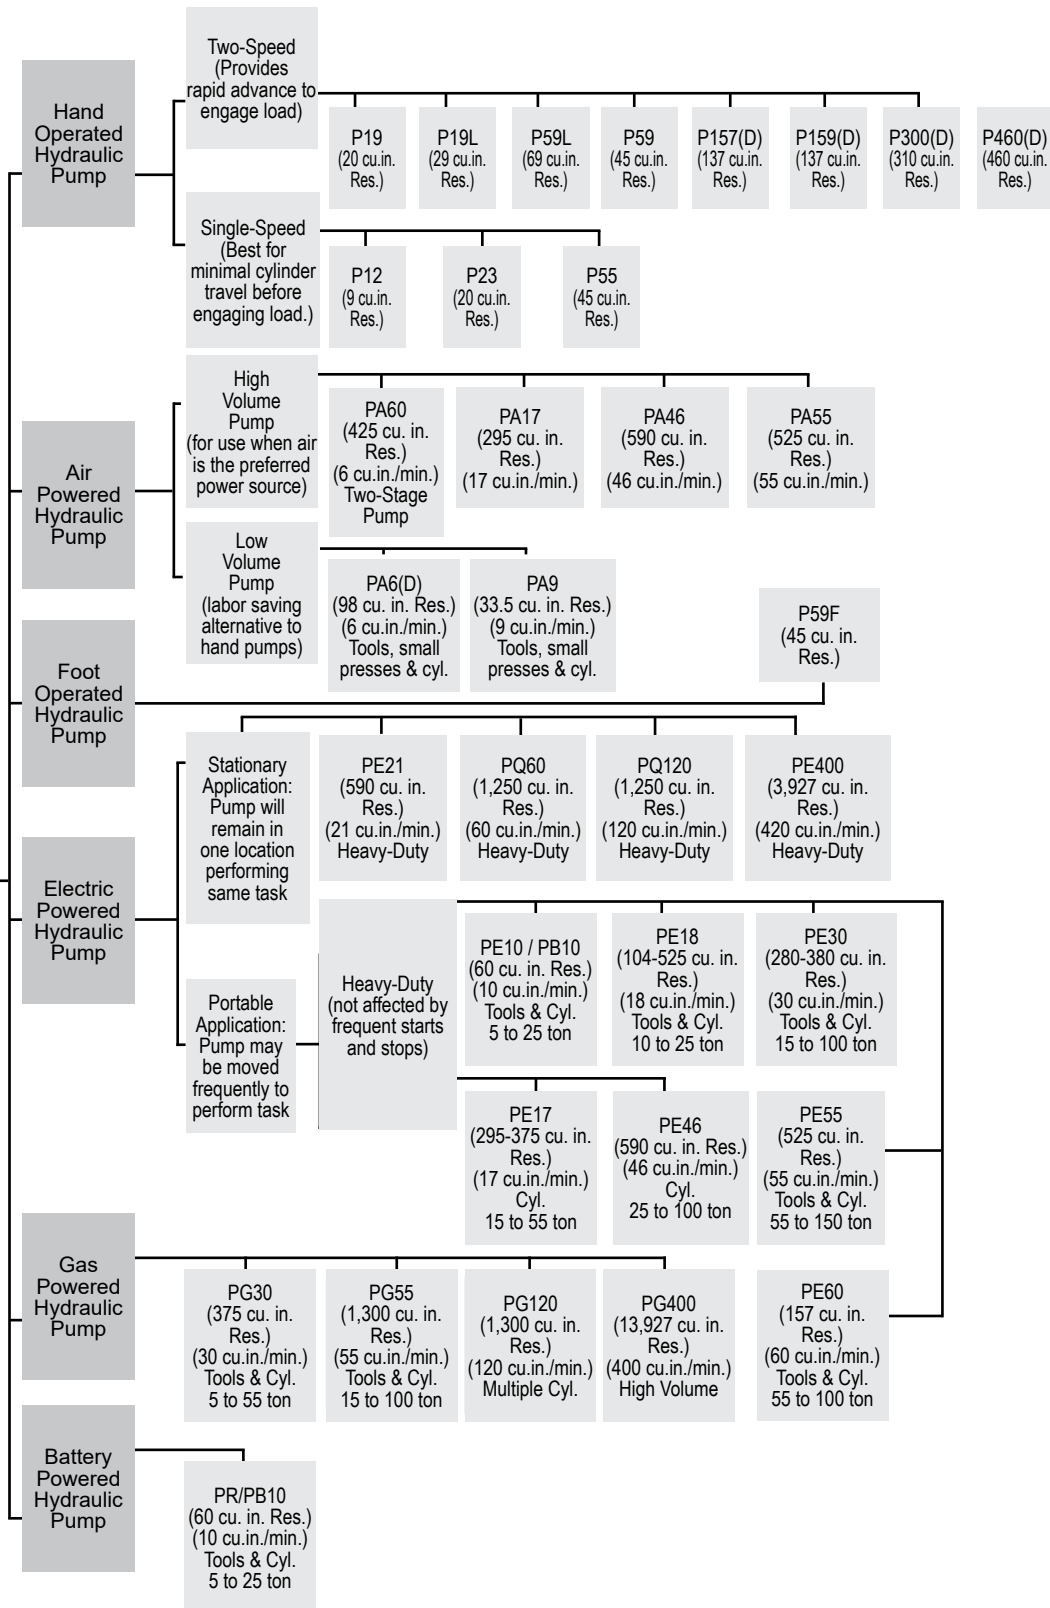 Hand
Operated
Hydraulic
Pump
Two-Speed
(Provides
rapid advance to
engage load)
P19
(20 cu.in.
Res.)
P19L
(29 cu.in.
Res.)
P59L
(69 cu.in.
Res.)
P59
(45 cu.in.
Res.)
P157(D)
(137 cu.in.
Res.)
P159(D)
(137 cu.in.
Res.)
P300(D)
(310 cu.in.
Res.)
P460(D)
(460 cu.in.
Res.)
Single-Speed
(Best for
minimal cylinder
travel before
engaging load.)
P12
(9 cu.in.
Res.)
P23
(20 cu.in.
Res.)
P55
(45 cu.in.
Res.)
Air
Powered
Hydraulic
Pump
High
Volume
Pump
(for use when air
is the preferred
power source)
PA60
(425 cu. in.
Res.)
(6 cu.in./min.)
Two-Stage
Pump
PA17
(295 cu. in.
Res.)
(17 cu.in./min.)
PA46
(590 cu. in.
Res.)
(46 cu.in./min.)
PA55
(525 cu. in.
Res.)
(55 cu.in./min.)
Low
Volume
Pump
(labor saving
alternative to
hand pumps)
PA6(D)
(98 cu. in. Res.)
(6 cu.in./min.)
Tools, small
presses & cyl.
PA9
(33.5 cu. in. Res.)
(9 cu.in./min.)
Tools, small
presses & cyl.
Foot
Operated
Hydraulic
Pump
P59F
(45 cu. in.
Res.)
Electric
Powered
Hydraulic
Pump
Stationary
Application:
Pump will
remain in
one location
performing
same task
PE21
(590 cu. in.
Res.)
(21 cu.in./min.)
Heavy-Duty
PQ60
(1,250 cu. in.
Res.)
(60 cu.in./min.)
Heavy-Duty
PQ120
(1,250 cu. in.
Res.)
(120 cu.in./min.)
Heavy-Duty
PE400
(3,927 cu. in.
Res.)
(420 cu.in./min.)
Heavy-Duty
Portable
Application:
Pump may
be moved
frequently to
perform task
Heavy-Duty
(not affected by
frequent starts
and stops)
PE10 / PB10
(60 cu. in. Res.)
(10 cu.in./min.)
Tools & Cyl.
5 to 25 ton
PE18
(104-525 cu. in.
Res.)
(18 cu.in./min.)
Tools & Cyl.
10 to 25 ton
PE30
(280-380 cu. in.
Res.)
(30 cu.in./min.)
Tools & Cyl.
15 to 100 ton
PE17
(295-375 cu. in.
Res.)
(17 cu.in./min.)
Cyl.
15 to 55 ton
PE46
(590 cu. in. Res.)
(46 cu.in./min.)
Cyl.
25 to 100 ton
PE55
(525 cu. in.
Res.)
(55 cu.in./min.)
Tools & Cyl.
55 to 150 ton
PE60
(157 cu. in.
Res.)
(60 cu.in./min.)
Tools & Cyl.
55 to 100 ton
Gas
Powered
Hydraulic
Pump
PG30
(375 cu. in.
Res.)
(30 cu.in./min.)
Tools & Cyl.
5 to 55 ton
PG55
(1,300 cu. in.
Res.)
(55 cu.in./min.)
Tools & Cyl.
15 to 100 ton
PG120
(1,300 cu. in.
Res.)
(120 cu.in./min.)
Multiple Cyl.
PG400
(13,927 cu. in.
Res.)
(400 cu.in./min.)
High Volume
Battery
Powered
Hydraulic
Pump
PR/PB10
(60 cu. in. Res.)
(10 cu.in./min.)
Tools & Cyl.
5 to 25 ton